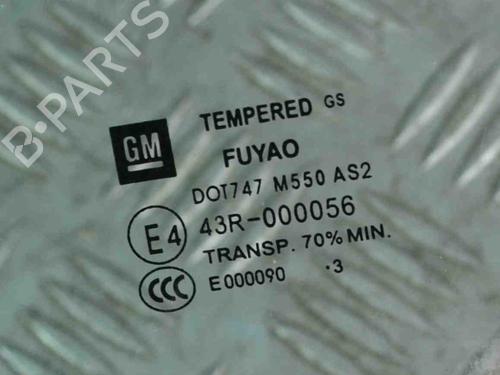 B-PARTS
GM
TEMPERED GS
FUYAO
DOT747 M550 AS2
E4
43R-000056
TRANSP. 70% MIN.
CCC
E000090 .3